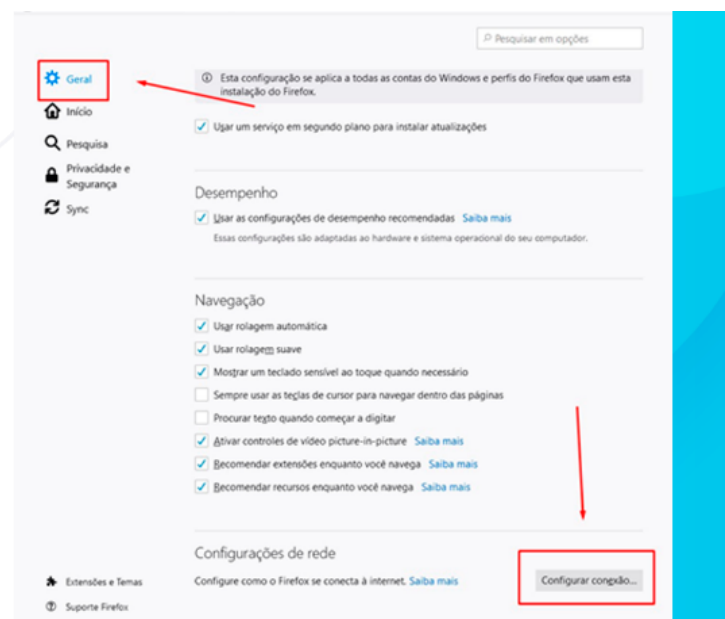 Pesquisar em opções
Geral
Início
Pesquisa
Privacidade e
Segurança
Sync
Esta configuração se aplica a todas as contas do Windows e perfis do Firefox que usam esta
instalação do Firefox.
Usar um serviço em segundo plano para instalar atualizações
Desempenho
Usar as configurações de desempenho recomendadas Saiba mais
Essas configurações são adaptadas ao hardware e sistema operacional do seu computador.
Navegação
Usar rolagem automática
Usar rolagem suave
Mostrar um teclado sensível ao toque quando necessário
Sempre usar as teclas de cursor para navegar dentro das páginas
Procurar texto quando começar a digitar
Ativar controles de vídeo picture-in-picture Saiba mais
Recomendar extensões enquanto você navega Saiba mais
Recomendar recursos enquanto você navega Saiba mais
Configurações de rede
Configure como o Firefox se conecta à internet. Saiba mais
Configurar conexão...
Extensões e Temas
Suporte Firefox